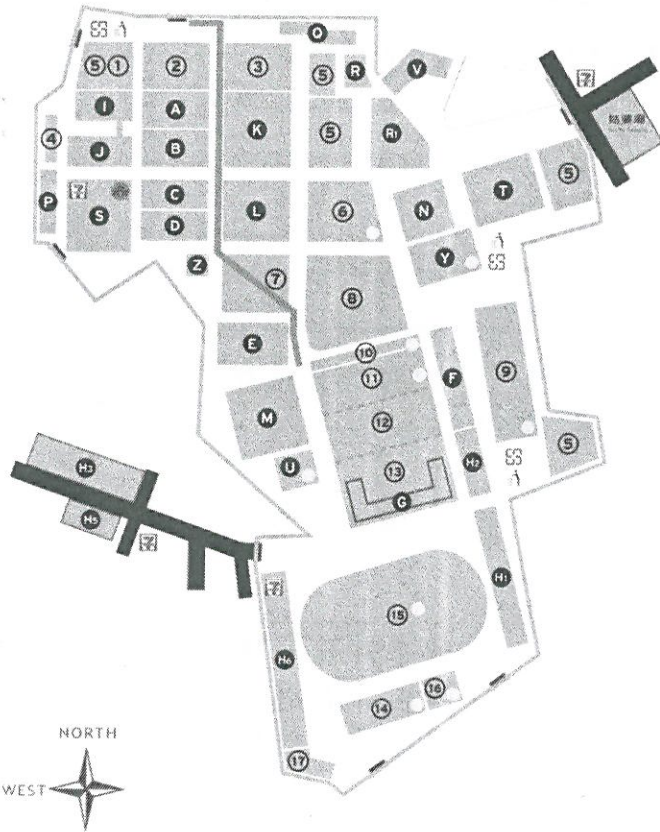 O
5 1
2
3
5
R
V
7
I
A
K
5
R1
4
J
B
P
7
S
C
D
L
6
N
T
5
Y
Z
7
8
E
10
11
F
9
M
12
U
13
H2
5
G
H3
H5
7
H1
7
15
H6
16
14
17
NORTH
WEST